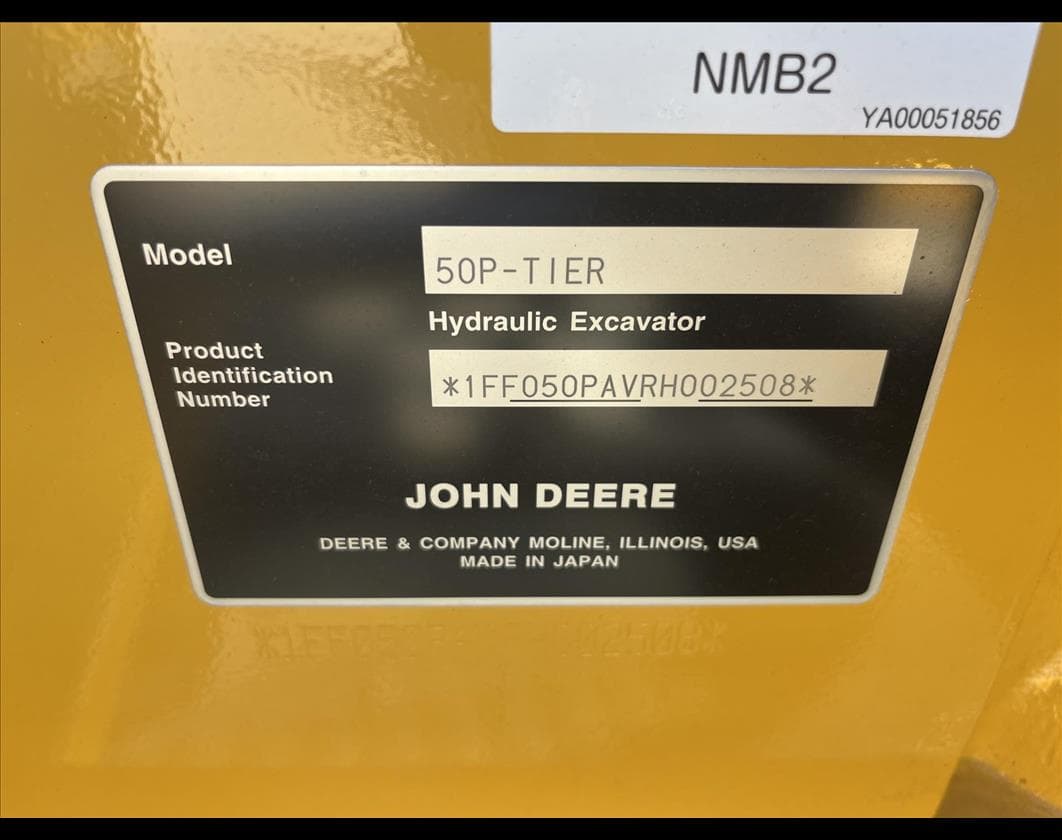 NMB2
YA00051856
Model
50P-TIER
Hydraulic Excavator
Product
Identification
Number
*1FF050PAVRH002508*
JOHN DEERE
DEERE & COMPANY MOLINE, ILLINOIS, USA
MADE IN JAPAN